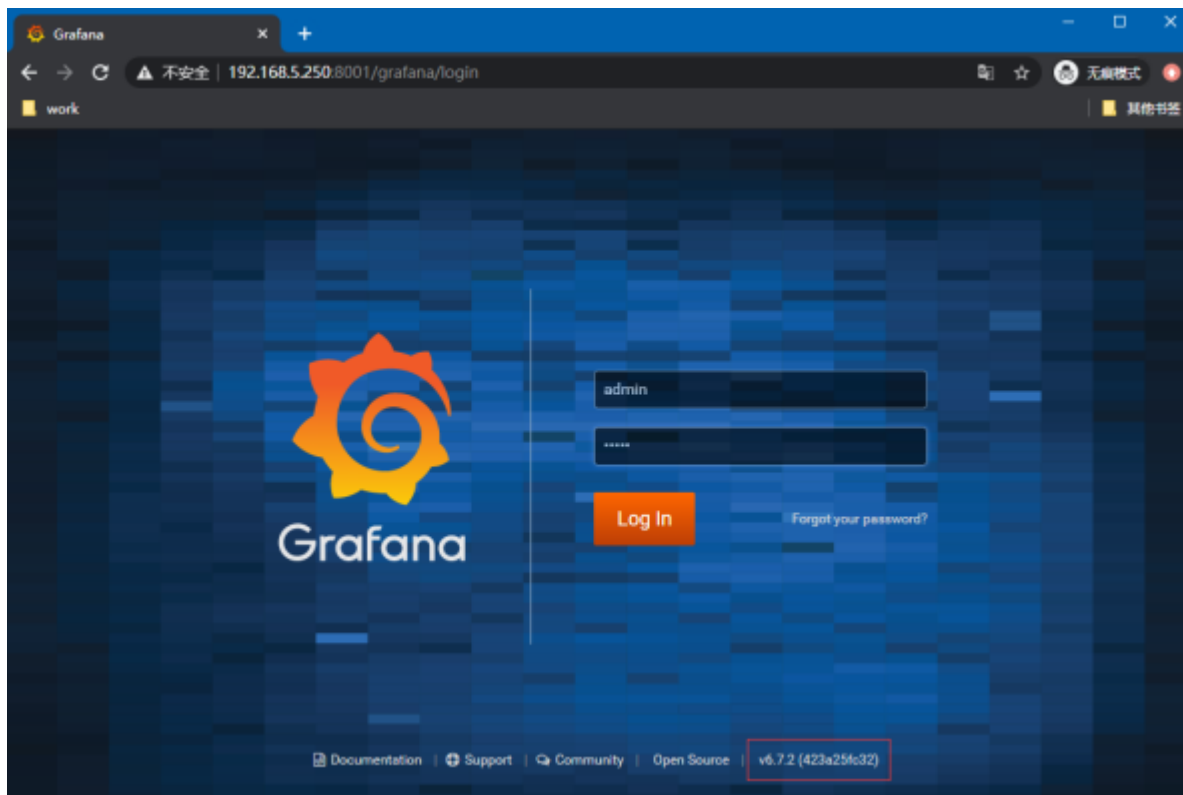 Grafana
不安全 192.168.5.250:8001/grafana/login 无痕模式
work 其他书签
admin
Log In Forgot your password?
Grafana
Documentation | Support | Community | Open Source | v6.7.2 (423a25fc32)